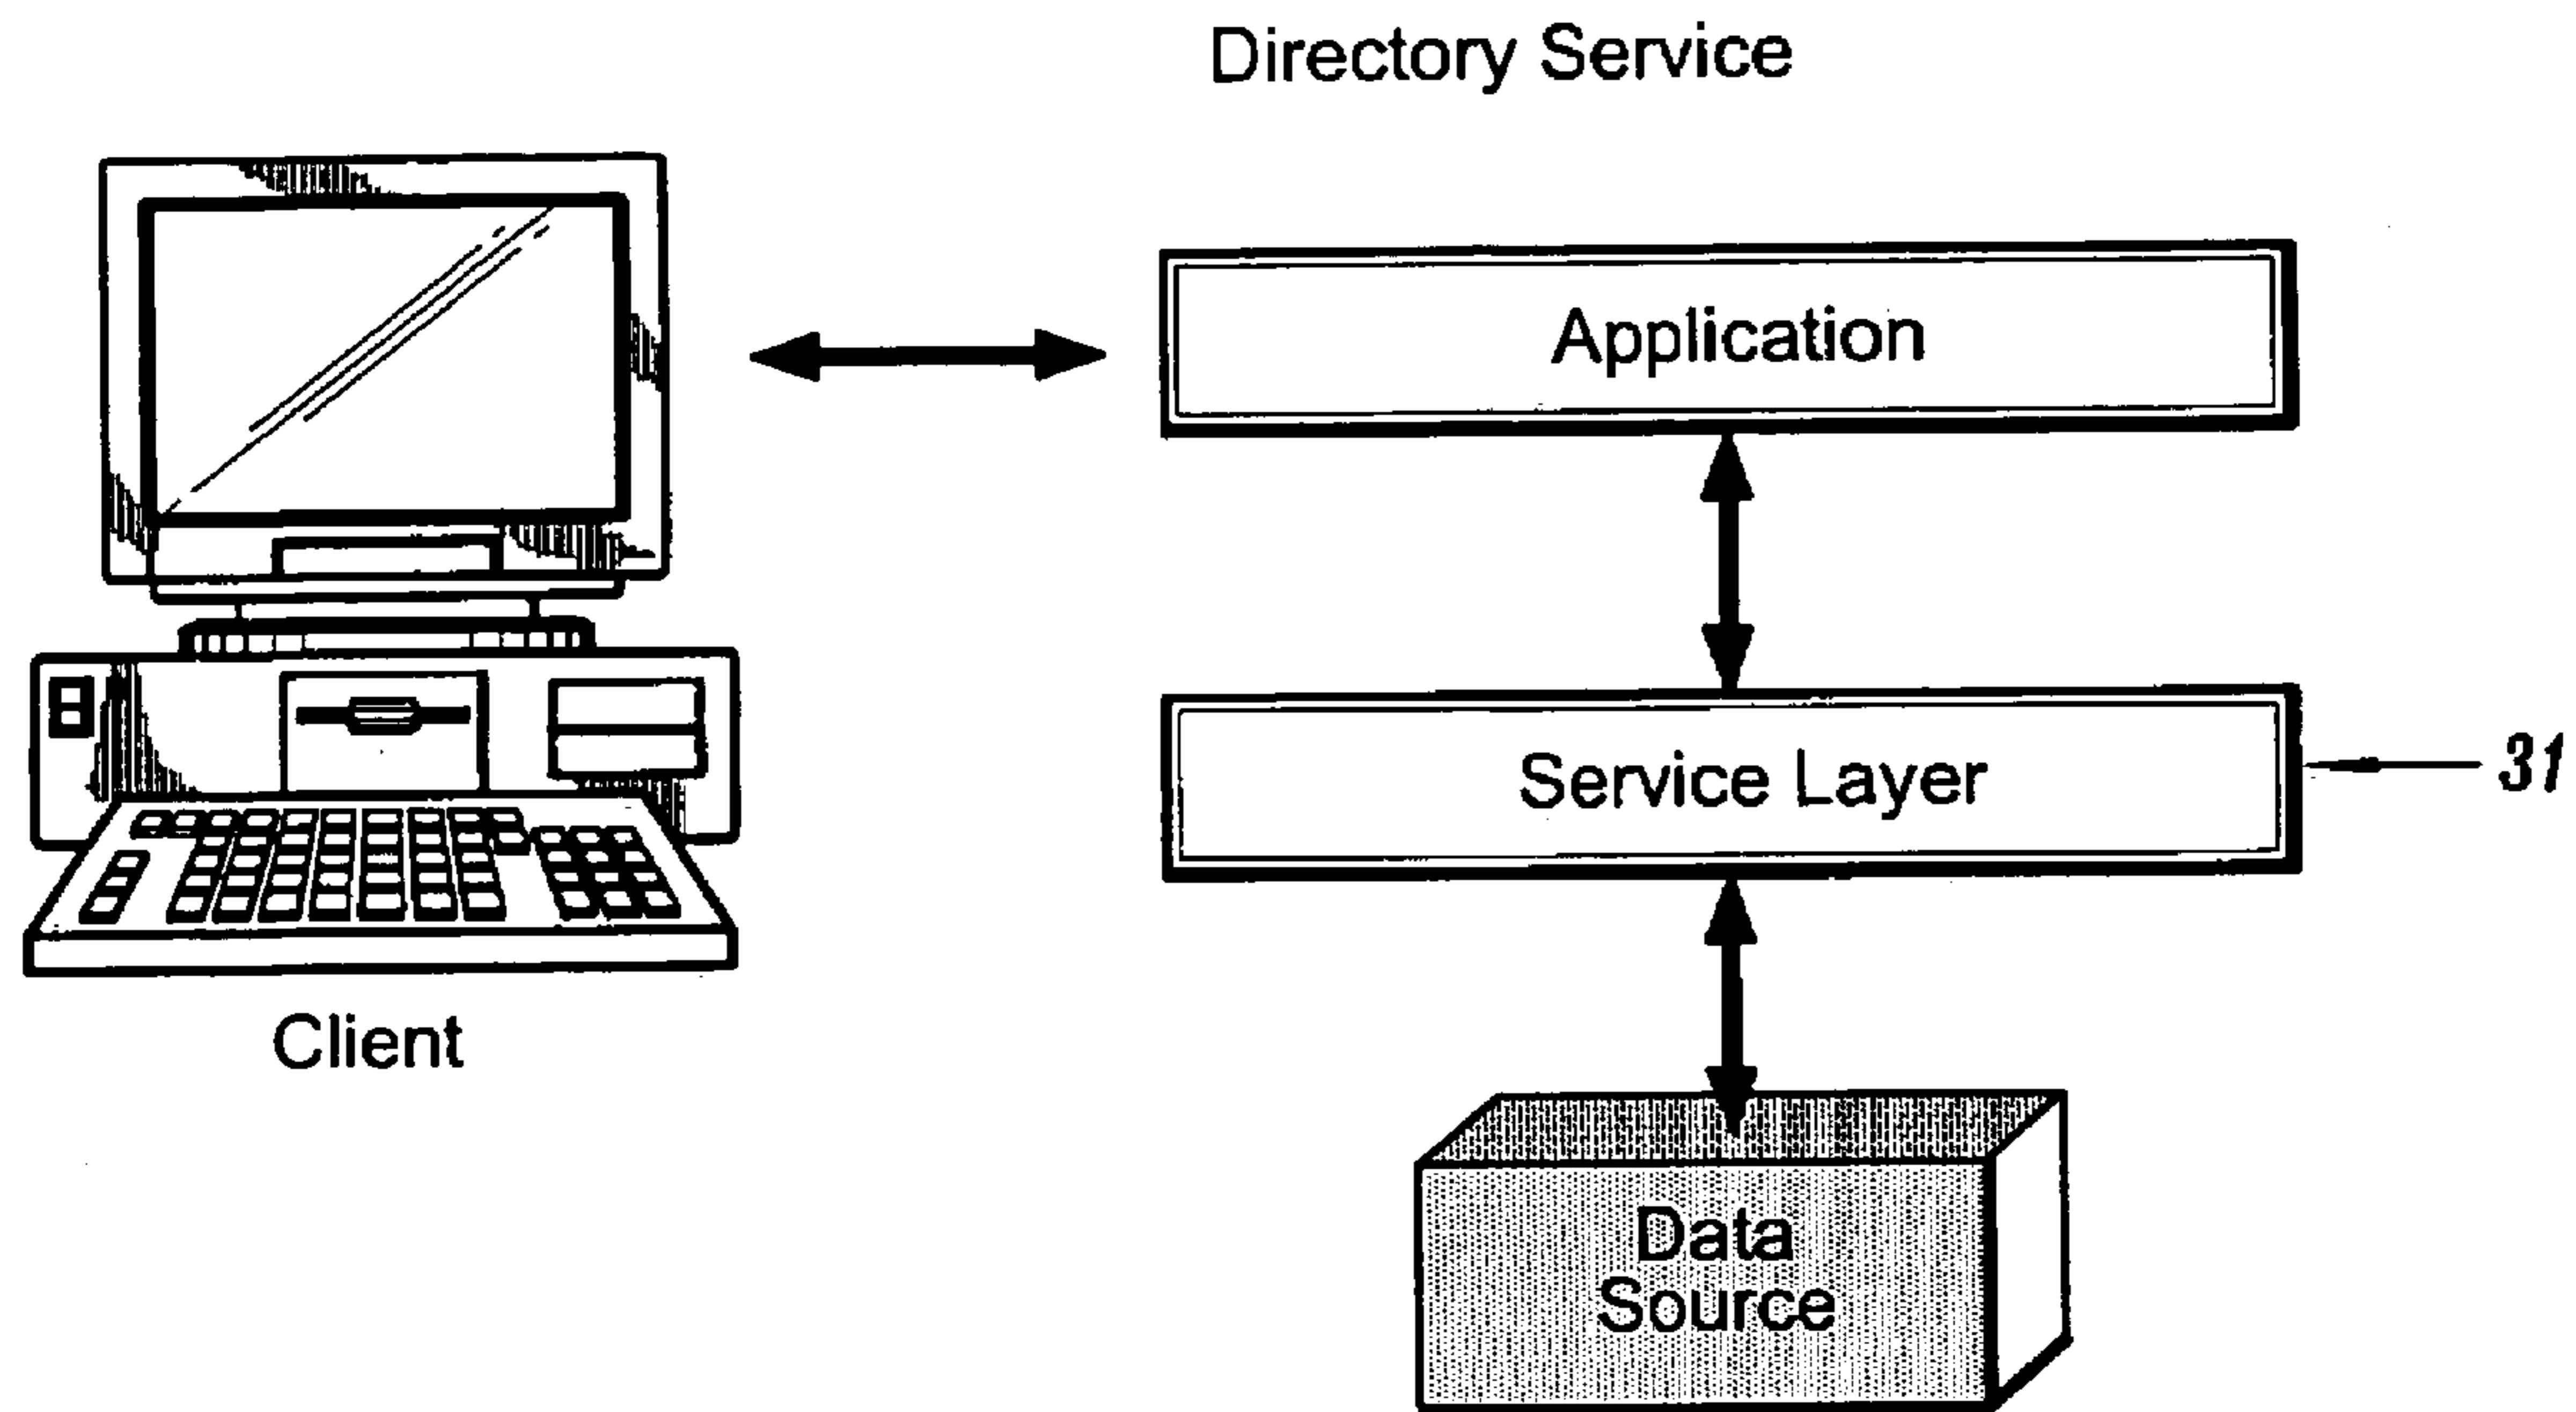 Directory Service
Application
Service Layer
31
Client
Data
Source